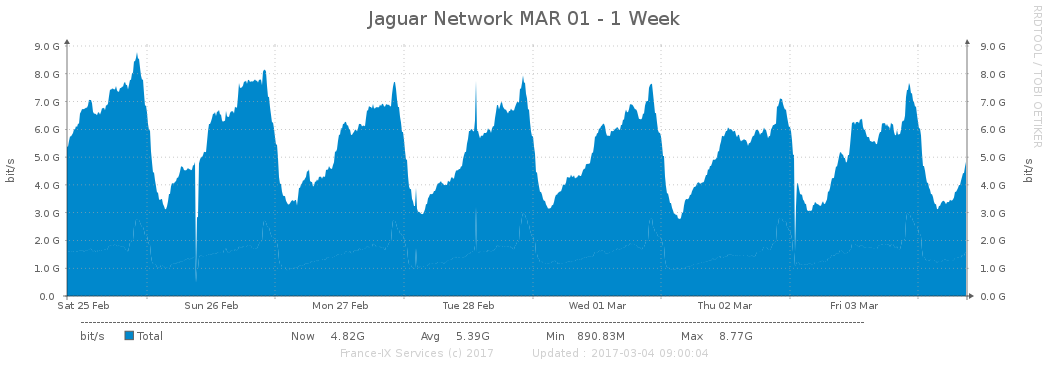 Jaguar Network MAR 01 - 1 Week
RRDTOOL / TOBI OETIKER
bit/s
9.0 G
8.0 G
7.0 G
6.0 G
5.0 G
4.0 G
3.0 G
2.0 G
1.0 G
0.0
9.0 G
8.0 G
7.0 G
6.0 G
5.0 G
4.0 G
3.0 G
2.0 G
1.0 G
0.0 G
bit/s
Sat 25 Feb Sun 26 Feb Mon 27 Feb Tue 28 Feb Wed 01 Mar Thu 02 Mar Fri 03 Mar
bit/s Total Now 4.82G Avg 5.39G Min 890.83M Max 8.77G
France-IX Services (c) 2017 Updated : 2017-03-04 09:00:04